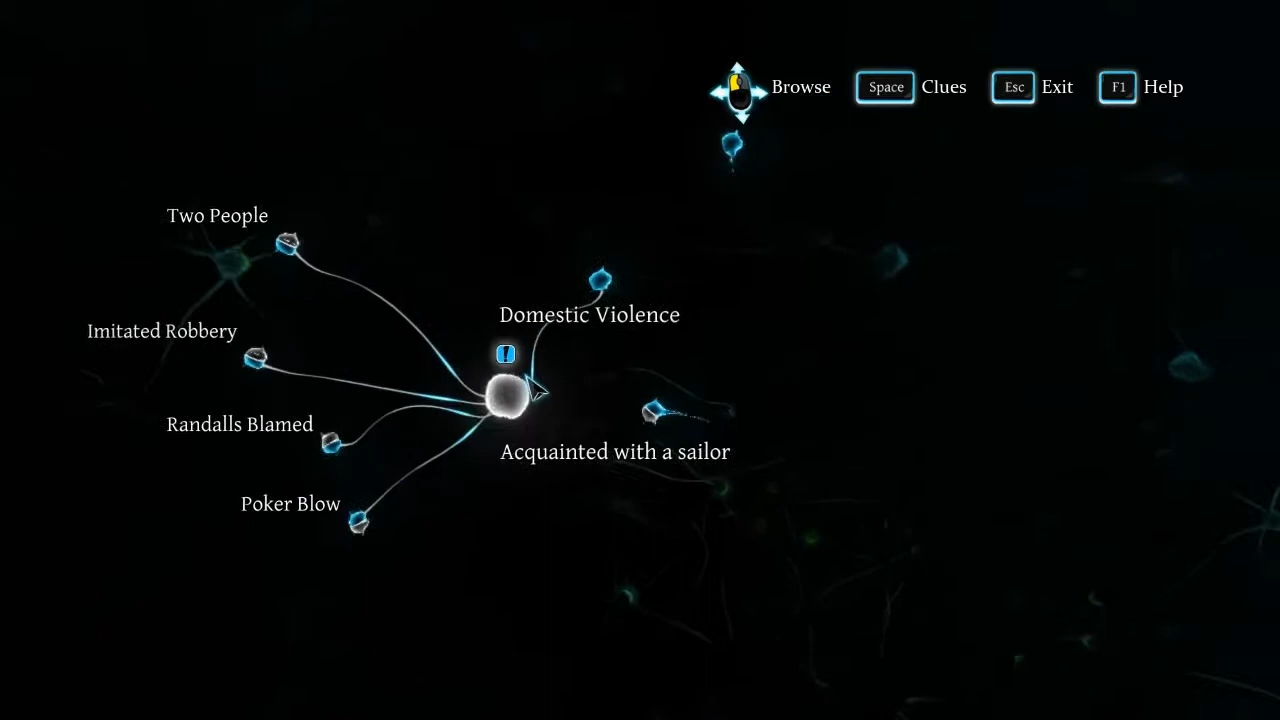 Browse
Space
Clues
Esc
Exit
F1
Help
Two People
Domestic Violence
Imitated Robbery
!
Randalls Blamed
Acquainted with a sailor
Poker Blow